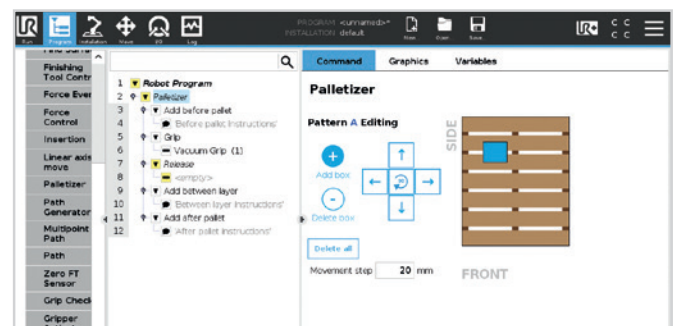 UR
Run
Program
Installation
Move
I/O
Log
PROGRAM <unnamed>*
INSTALLATION default
New
Open
Save
UR+
C C
C C
Finishing
Tool Contr
Force Ever
Force
Control
Insertion
Linear axis
move
Palletizer
Path
Generator
Multipoint
Path
Path
Zero FT
Sensor
Grip Check
Gripper
1 Robot Program
2 Palletizer
3 Add before pallet
4 'Before pallet instructions'
5 Grip
6 Vacuum Grip (1)
7 Release
8 <empty>
9 Add between layer
10 'Between layer instructions'
11 Add after pallet
12 'After pallet instructions'
Command Graphics Variables
Palletizer
Pattern A Editing
Add box
Delete box
Delete all
Movement step 20 mm
SIDE
FRONT